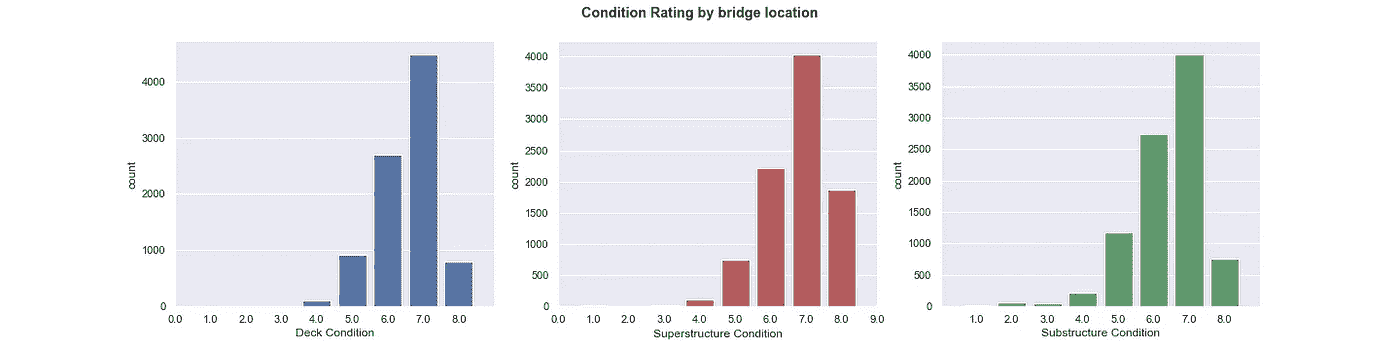 Condition Rating by bridge location
count
4000
3000
2000
1000
0
0.0 1.0 2.0 3.0 4.0 5.0 6.0 7.0 8.0
Deck Condition
count
4000
3500
3000
2500
2000
1500
1000
500
0
0.0 1.0 2.0 3.0 4.0 5.0 6.0 7.0 8.0 9.0
Superstructure Condition
count
4000
3500
3000
2500
2000
1500
1000
500
0
1.0 2.0 3.0 4.0 5.0 6.0 7.0 8.0
Substructure Condition